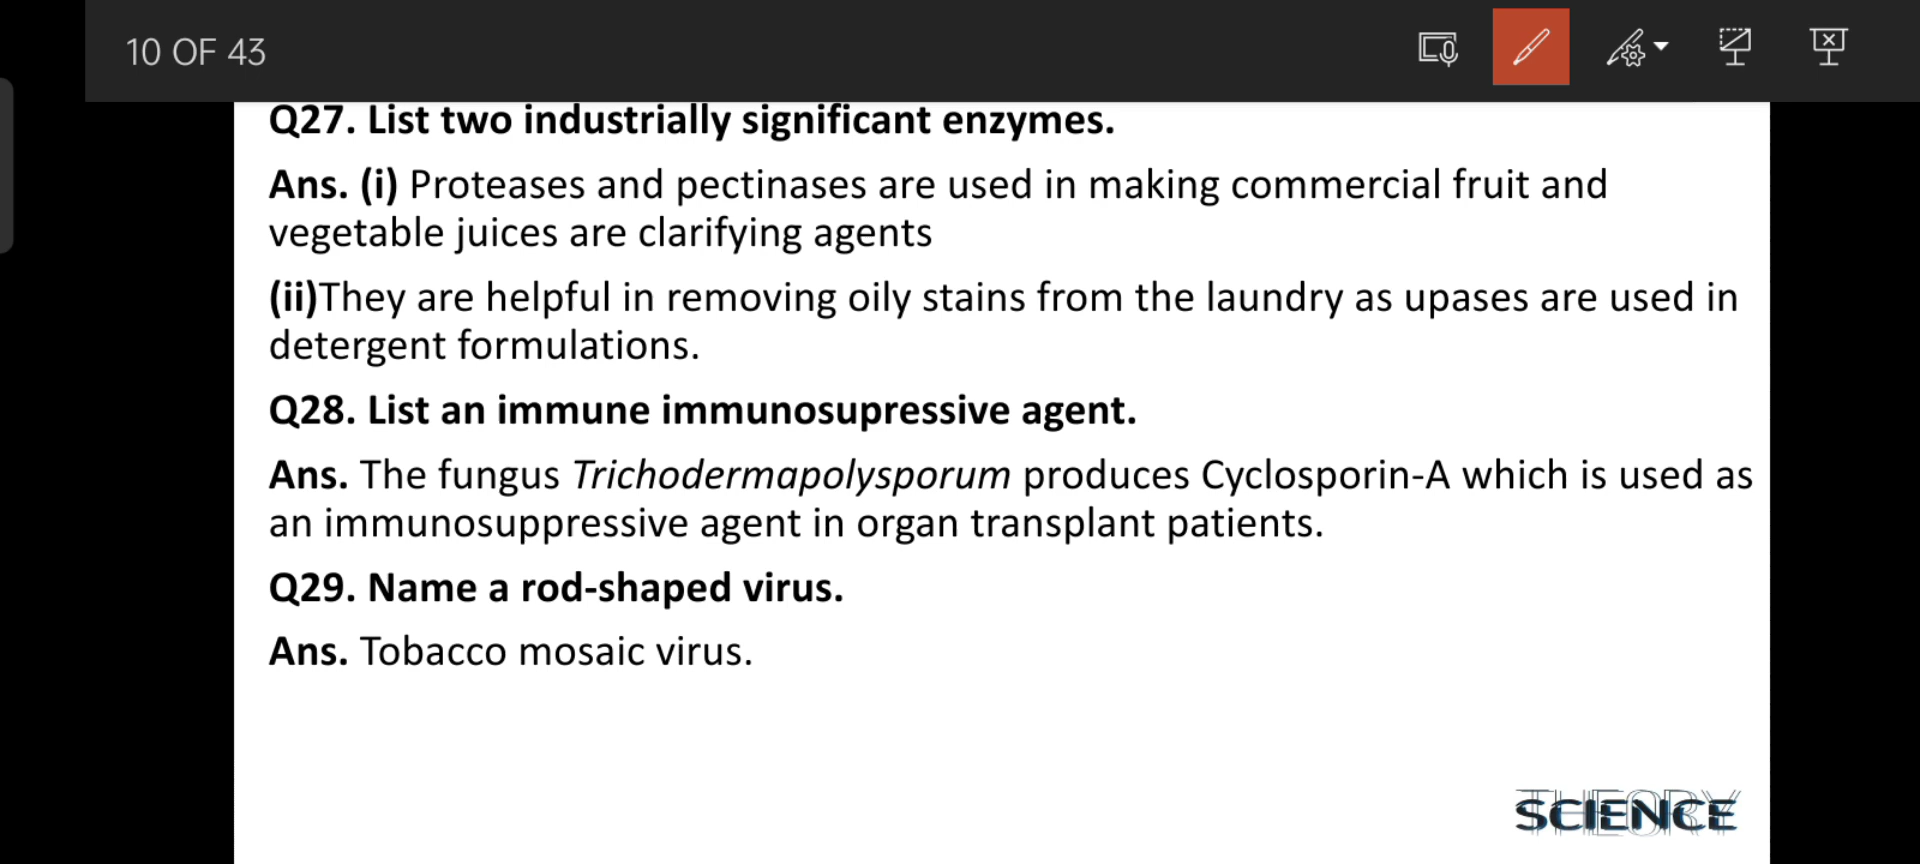 10 OF 43
Q27. List two industrially significant enzymes.
Ans. (i) Proteases and pectinases are used in making commercial fruit and
vegetable juices are clarifying agents
(ii)They are helpful in removing oily stains from the laundry as upases are used in
detergent formulations.
Q28. List an immune immunosupressive agent.
Ans. The fungus Trichodermapolysporum produces Cyclosporin-A which is used as
an immunosuppressive agent in organ transplant patients.
Q29. Name a rod-shaped virus.
Ans. Tobacco mosaic virus.
THEORY
SCIENCE